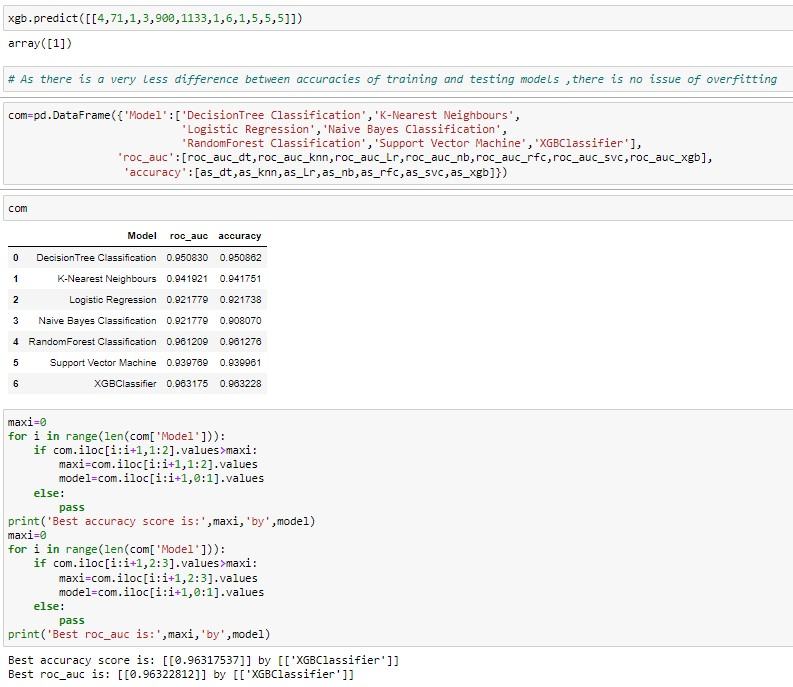 xgb.predict([[4,71,1,3,900,1133,1,6,1,5,5,5]])
array([1])
# As there is a very less difference between accuracies of training and testing models ,there is no issue of overfitting
com=pd.DataFrame({'Model':['DecisionTree Classification','K-Nearest Neighbours',
'Logistic Regression','Naive Bayes Classification',
'RandomForest Classification','Support Vector Machine','XGBClassifier'],
'roc_auc':[roc_auc_dt,roc_auc_knn,roc_auc_Lr,roc_auc_nb,roc_auc_rfc,roc_auc_svc,roc_auc_xgb],
'accuracy':[as_dt,as_knn,as_Lr,as_nb,as_rfc,as_svc,as_xgb]})
com
Model roc_auc accuracy
0 DecisionTree Classification 0.950830 0.950862
1 K-Nearest Neighbours 0.941921 0.941751
2 Logistic Regression 0.921779 0.921738
3 Naive Bayes Classification 0.921779 0.908070
4 RandomForest Classification 0.961209 0.961276
5 Support Vector Machine 0.939769 0.939961
6 XGBClassifier 0.963175 0.963228
maxi=0
for i in range(len(com['Model'])):
if com.iloc[i:i+1,1:2].values>maxi:
maxi=com.iloc[i:i+1,1:2].values
model=com.iloc[i:i+1,0:1].values
else:
pass
print('Best accuracy score is:',maxi,'by',model)
maxi=0
for i in range(len(com['Model'])):
if com.iloc[i:i+1,2:3].values>maxi:
maxi=com.iloc[i:i+1,2:3].values
model=com.iloc[i:i+1,0:1].values
else:
pass
print('Best roc_auc is:',maxi,'by',model)
Best accuracy score is: [[0.96317537]] by [['XGBClassifier']]
Best roc_auc is: [[0.96322812]] by [['XGBClassifier']]